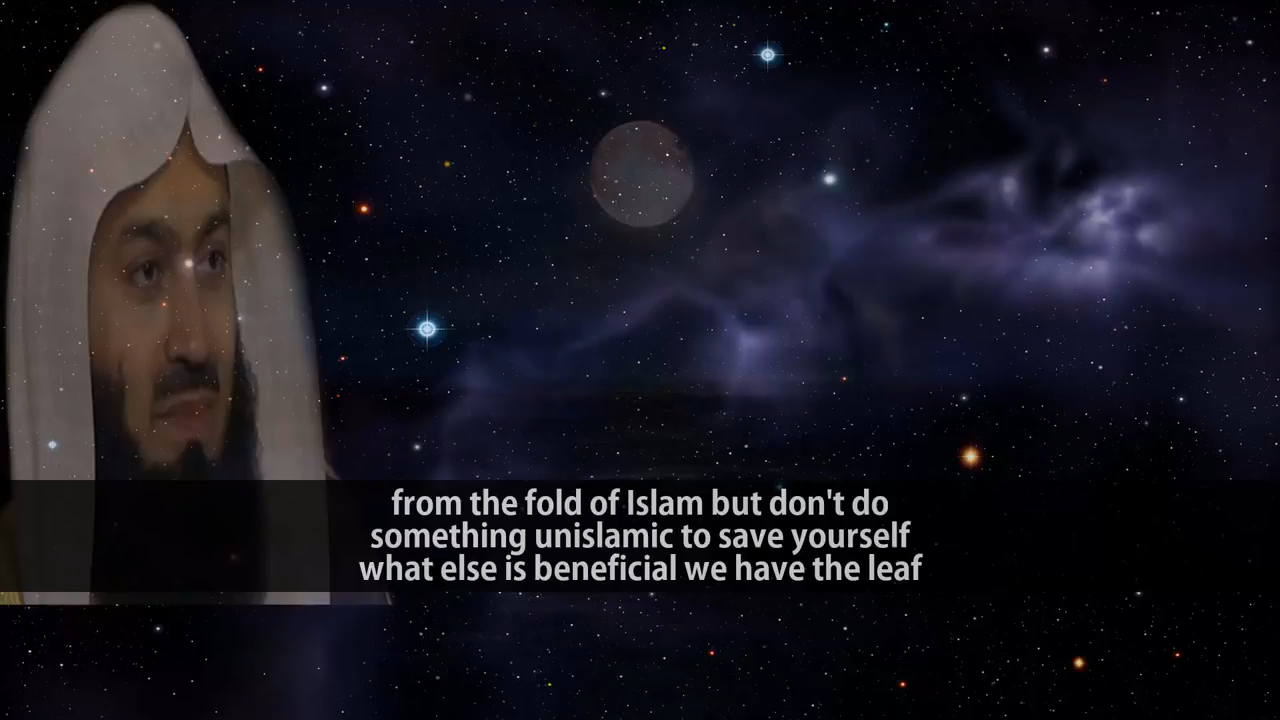 from the fold of Islam but don't do
something unislamic to save yourself
what else is beneficial we have the leaf